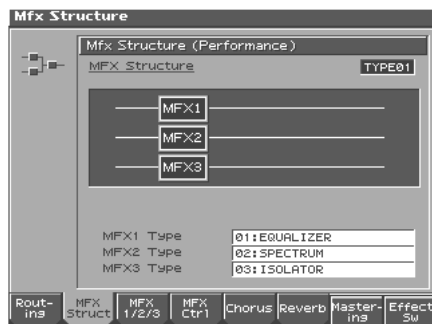 Mfx Structure
Mfx Structure (Performance)
MFX Structure TYPE01
MFX1
MFX2
MFX3
MFX1 Type 01:EQUALIZER
MFX2 Type 02:SPECTRUM
MFX3 Type 03:ISOLATOR
Rout-ing MFX Struct MFX 1/2/3 MFX Ctrl Chorus Reverb Master-ing Effect Sw